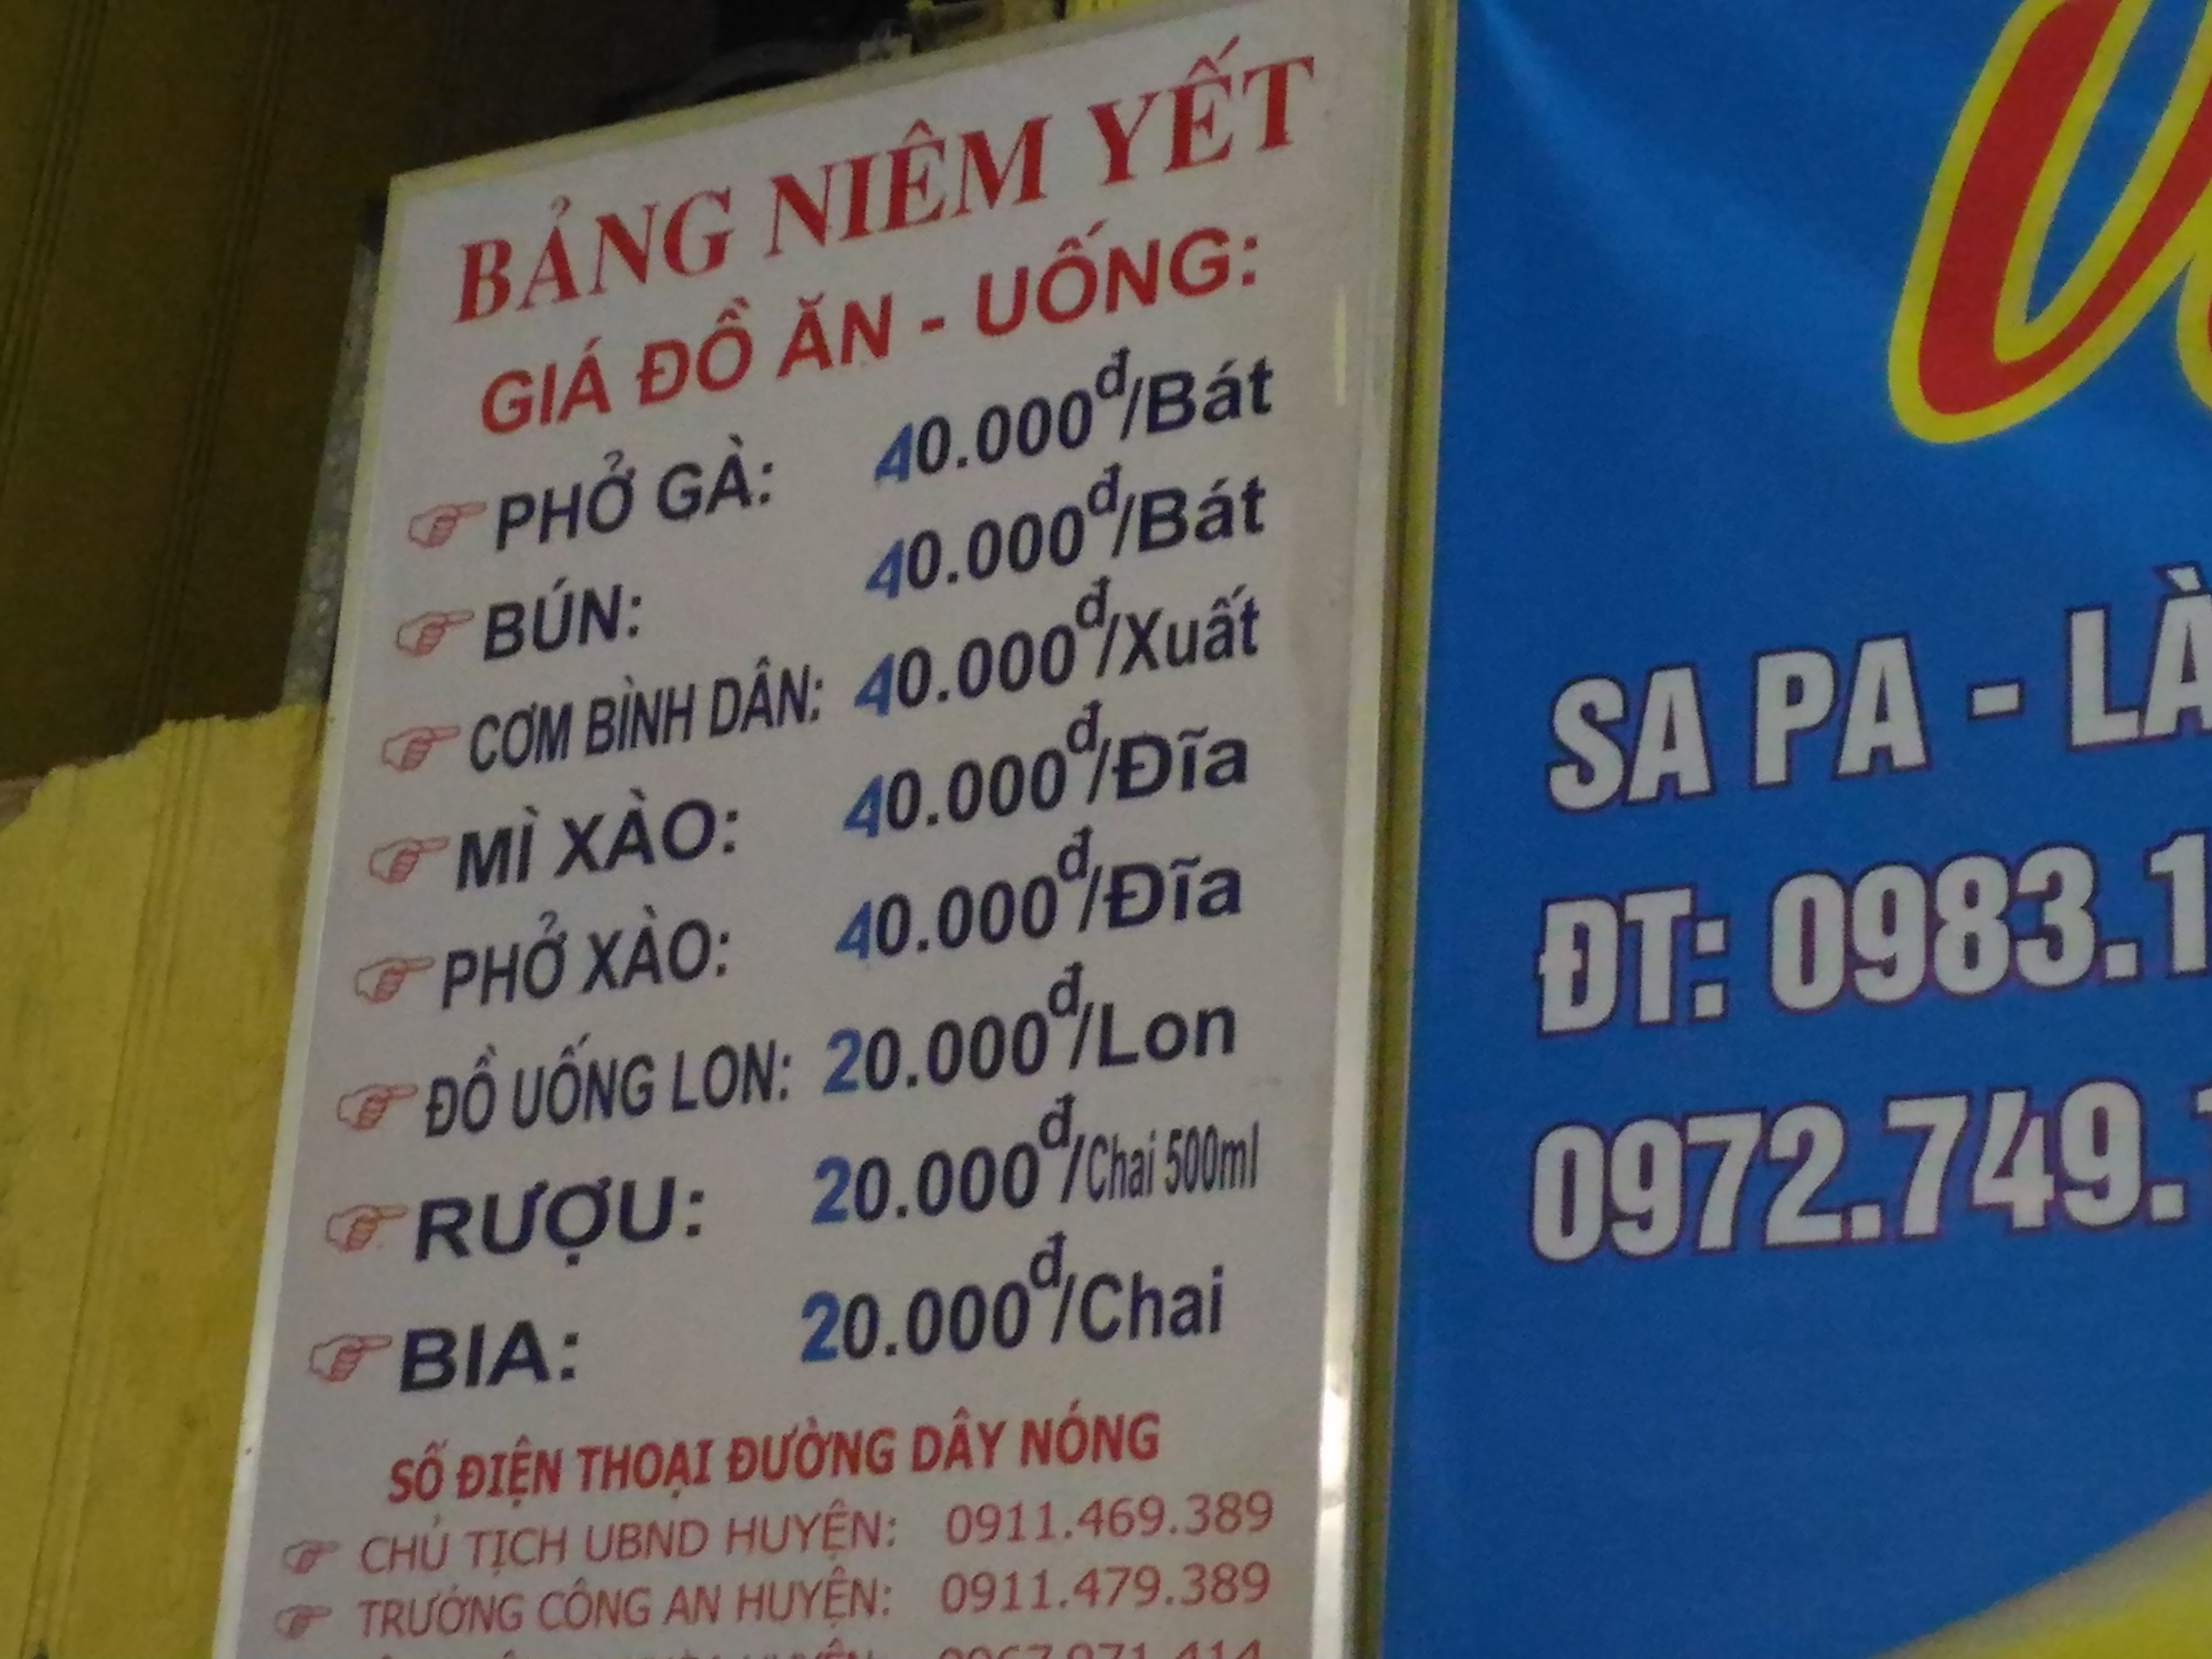 BẢNG NIÊM YẾT
GIÁ ĐỒ ĂN - UỐNG:
PHỞ GÀ: 40.000đ/Bát
BÚN: 40.000đ/Bát
CƠM BÌNH DÂN: 40.000đ/Xuất
MÌ XÀO: 40.000đ/Đĩa
PHỞ XÀO: 40.000đ/Đĩa
ĐỒ UỐNG LON: 20.000đ/Lon
RƯỢU: 20.000đ/Chai 500ml
BIA: 20.000đ/Chai
SỐ ĐIỆN THOẠI ĐƯỜNG DÂY NÓNG
CHỦ TỊCH UBND HUYỆN: 0911.469.389
TRƯỞNG CÔNG AN HUYỆN: 0911.479.389
SA PA - LÀ
ĐT: 0983.1
0972.749.